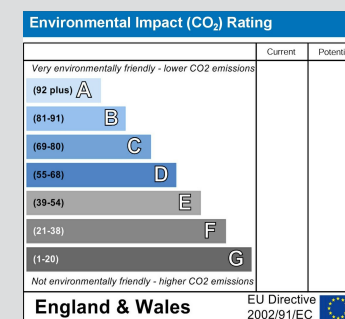 Environmental Impact (CO₂) Rating
Current Potenti
Very environmentally friendly - lower CO2 emissions
(92 plus) A
(81-91) B
(69-80) C
(55-68) D
(39-54) E
(21-38) F
(1-20) G
Not environmentally friendly - higher CO2 emissions
England & Wales
EU Directive
2002/91/EC